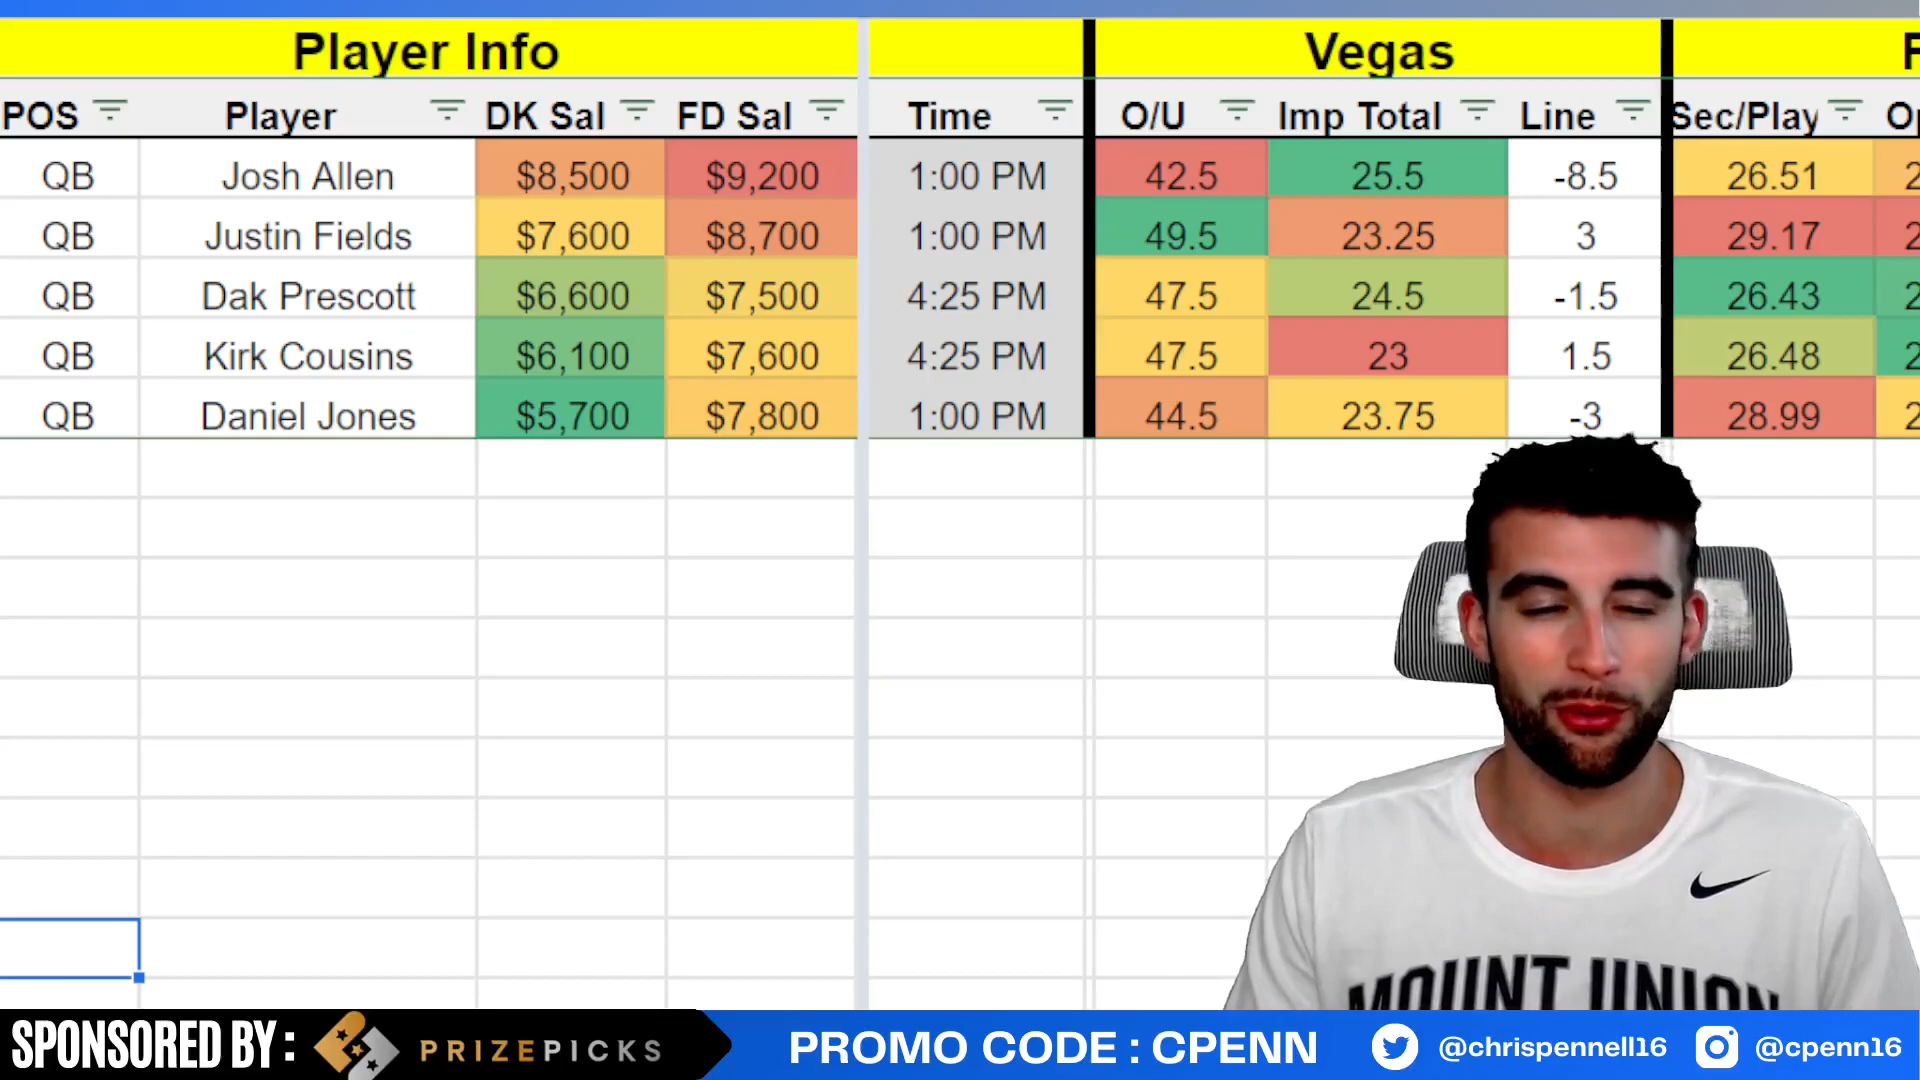 Player Info Vegas
POS Player DK Sal FD Sal Time O/U Imp Total Line Sec/Play
QB Josh Allen $8,500 $9,200 1:00 PM 42.5 25.5 -8.5 26.51
QB Justin Fields $7,600 $8,700 1:00 PM 49.5 23.25 3 29.17
QB Dak Prescott $6,600 $7,500 4:25 PM 47.5 24.5 -1.5 26.43
QB Kirk Cousins $6,100 $7,600 4:25 PM 47.5 23 1.5 26.48
QB Daniel Jones $5,700 $7,800 1:00 PM 44.5 23.75 -3 28.99
MOUNT UNION
SPONSORED BY : PRIZEPICKS PROMO CODE : CPENN @chrispennell16 @cpenn16